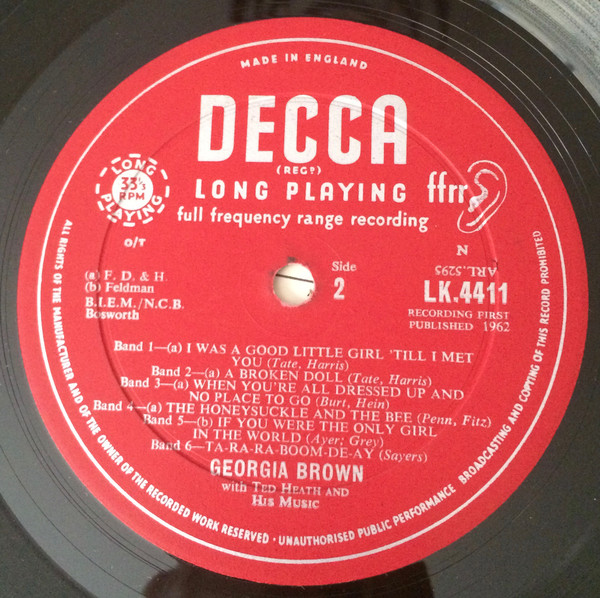 MADE IN ENGLAND
DECCA
(REGD)
LONG PLAYING
ffrr
full frequency range recording
LONG
33⅓
RPM
PLAYING
O/T
(a) F. D. & H.
(b) Feldman
B.I.E.M./N.C.B.
Bosworth
Side
2
N
ARL.5295
LK.4411
RECORDING FIRST
PUBLISHED 1962
Band 1—(a) I WAS A GOOD LITTLE GIRL 'TILL I MET
YOU (Tate, Harris)
Band 2—(a) A BROKEN DOLL (Tate, Harris)
Band 3—(a) WHEN YOU'RE ALL DRESSED UP AND
NO PLACE TO GO (Burt, Hein)
Band 4—(a) THE HONEYSUCKLE AND THE BEE (Penn, Fitz)
Band 5—(b) IF YOU WERE THE ONLY GIRL
IN THE WORLD (Ayer; Grey)
Band 6—TA-RA-RA-BOOM-DE-AY (Sayers)
GEORGIA BROWN
with TED HEATH AND
HIS MUSIC
ALL RIGHTS OF THE MANUFACTURER AND OF THE OWNER OF THE RECORDED WORK RESERVED · UNAUTHORISED PUBLIC PERFORMANCE BROADCASTING AND COPYING OF THIS RECORD PROHIBITED